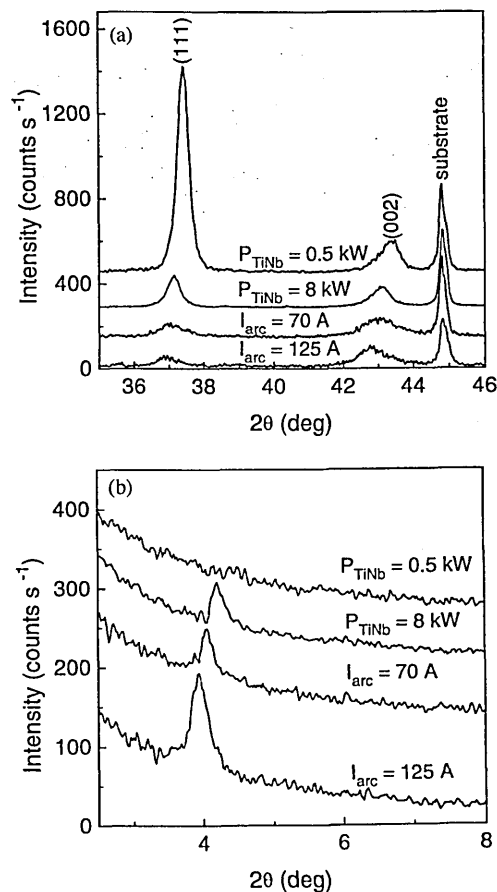 (a)
1600
1200
800
400
0
Intensity (counts s⁻¹)
(111)
(002)
substrate
P_TiNb = 0.5 kW
P_TiNb = 8 kW
I_arc = 70 A
I_arc = 125 A
36 38 40 42 44 46
2θ (deg)
(b)
400
300
200
100
0
Intensity (counts s⁻¹)
P_TiNb = 0.5 kW
P_TiNb = 8 kW
I_arc = 70 A
I_arc = 125 A
4 6 8
2θ (deg)